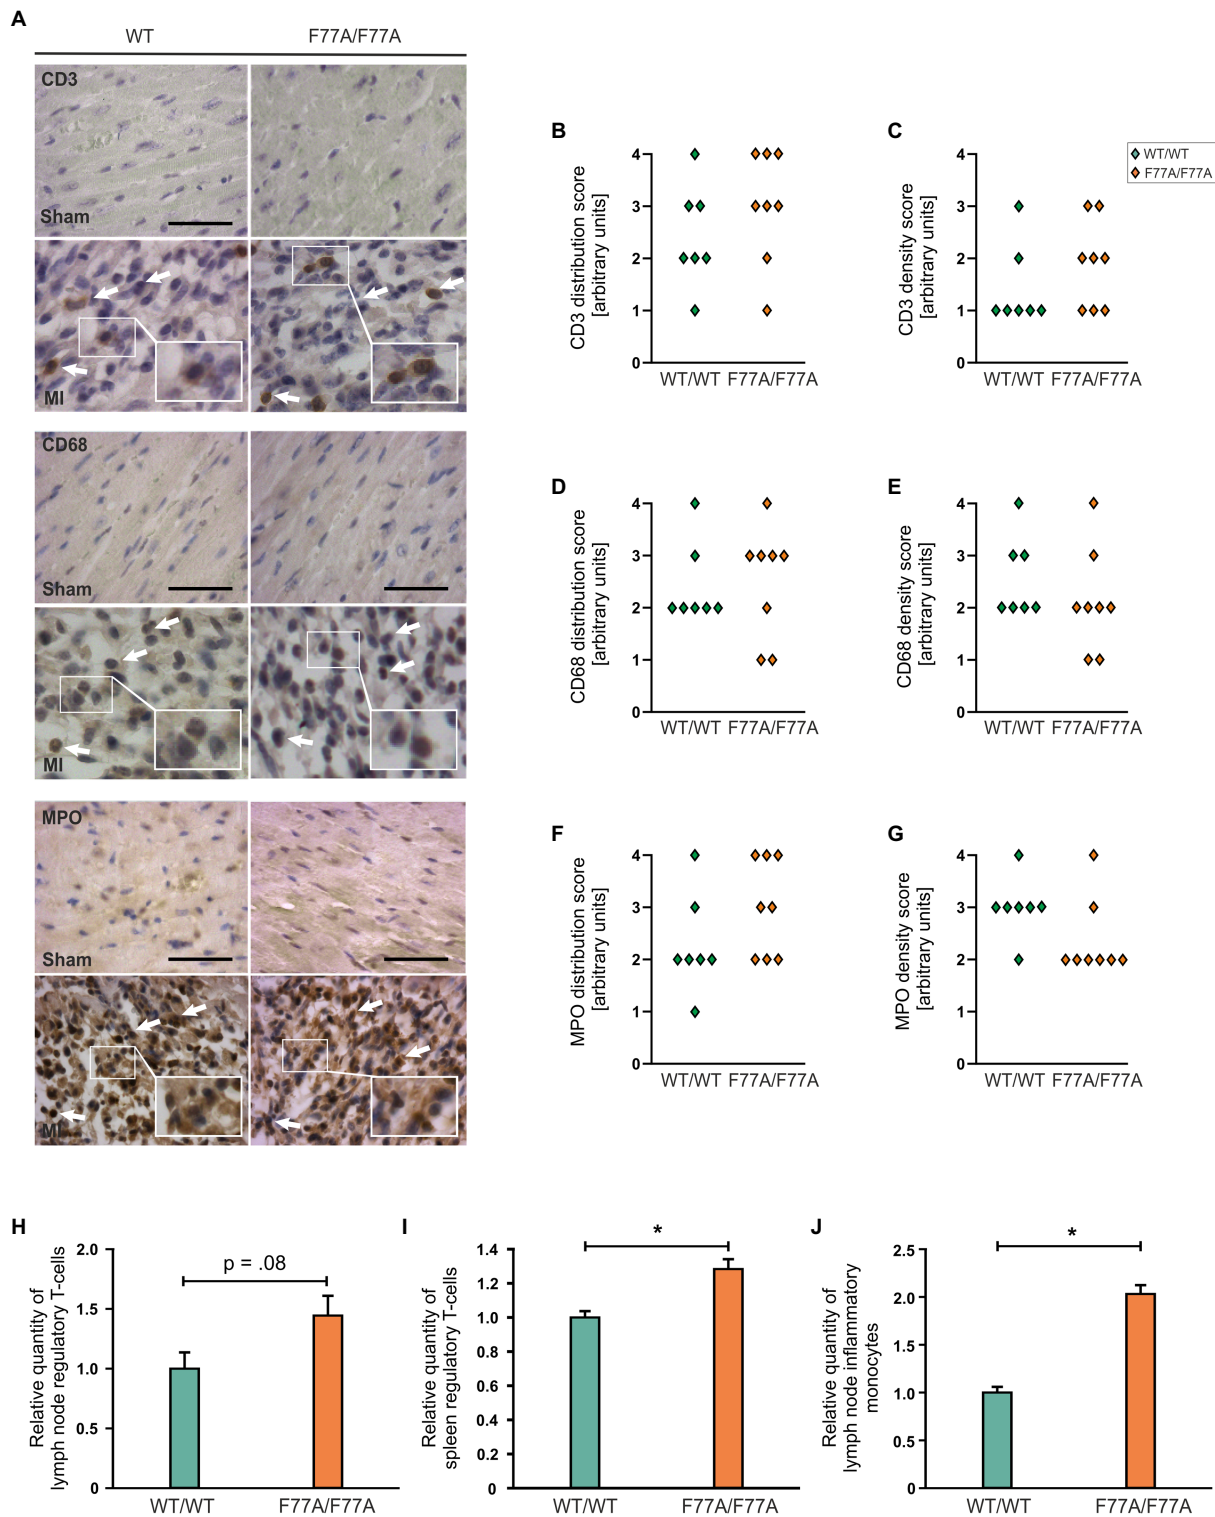 A
WT
F77A/F77A
CD3
Sham
MI
CD68
Sham
MI
MPO
Sham
MI
B
CD3 distribution score
[arbitrary units]
4
3
2
1
0
WT/WT F77A/F77A
C
CD3 density score
[arbitrary units]
4
3
2
1
0
WT/WT F77A/F77A
WT/WT
F77A/F77A
D
CD68 distribution score
[arbitrary units]
4
3
2
1
0
WT/WT F77A/F77A
E
CD68 density score
[arbitrary units]
4
3
2
1
0
WT/WT F77A/F77A
F
MPO distribution score
[arbitrary units]
4
3
2
1
0
WT/WT F77A/F77A
G
MPO density score
[arbitrary units]
4
3
2
1
0
WT/WT F77A/F77A
H
Relative quantity of
lymph node regulatory T-cells
2.0
1.5
1.0
0.5
0
p = .08
WT/WT F77A/F77A
I
Relative quantity of
spleen regulatory T-cells
1.4
1.2
1.0
0.8
0.6
0.4
0.2
0
*
WT/WT F77A/F77A
J
Relative quantity of
lymph node inflammatory
monocytes
2.5
2.0
1.5
1.0
0.5
0
*
WT/WT F77A/F77A